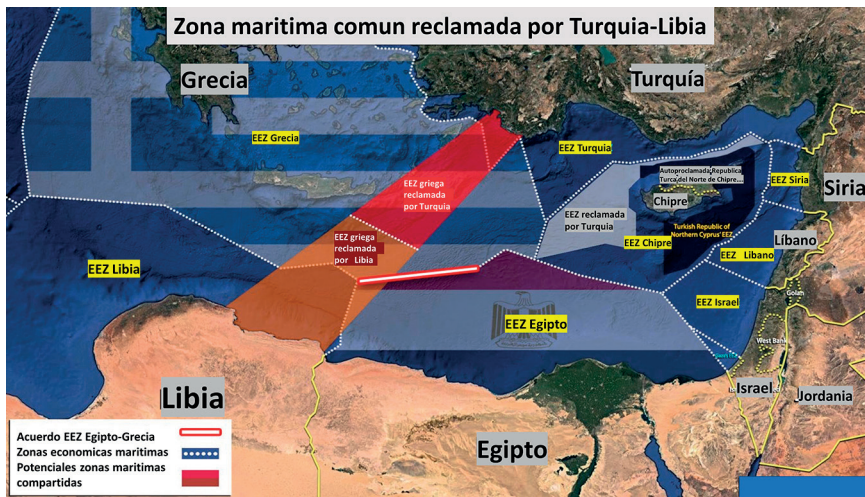 Zona maritima comun reclamada por Turquia-Libia
Grecia
Turquía
EEZ Grecia
EEZ Turquia
Autoproclamada Republica
Turca del Norte de Chipre...
EEZ Siria
Siria
EEZ griega
reclamada
por Turquia
Chipre
EEZ reclamada
por Turquia
Turkish Republic of
Northern Cyprus' EEZ
EEZ griega
reclamada
por Libia
EEZ Chipre
Líbano
EEZ Libano
EEZ Libia
Golan
EEZ Israel
EEZ Egipto
West Bank
Libia
Israel
Jordania
Egipto
Acuerdo EEZ Egipto-Grecia
Zonas economicas maritimas
Potenciales zonas maritimas
compartidas